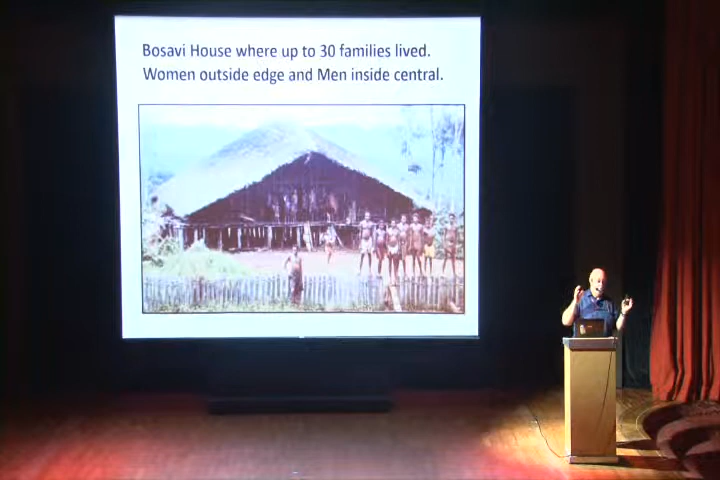 Bosavi House where up to 30 families lived.
Women outside edge and Men inside central.